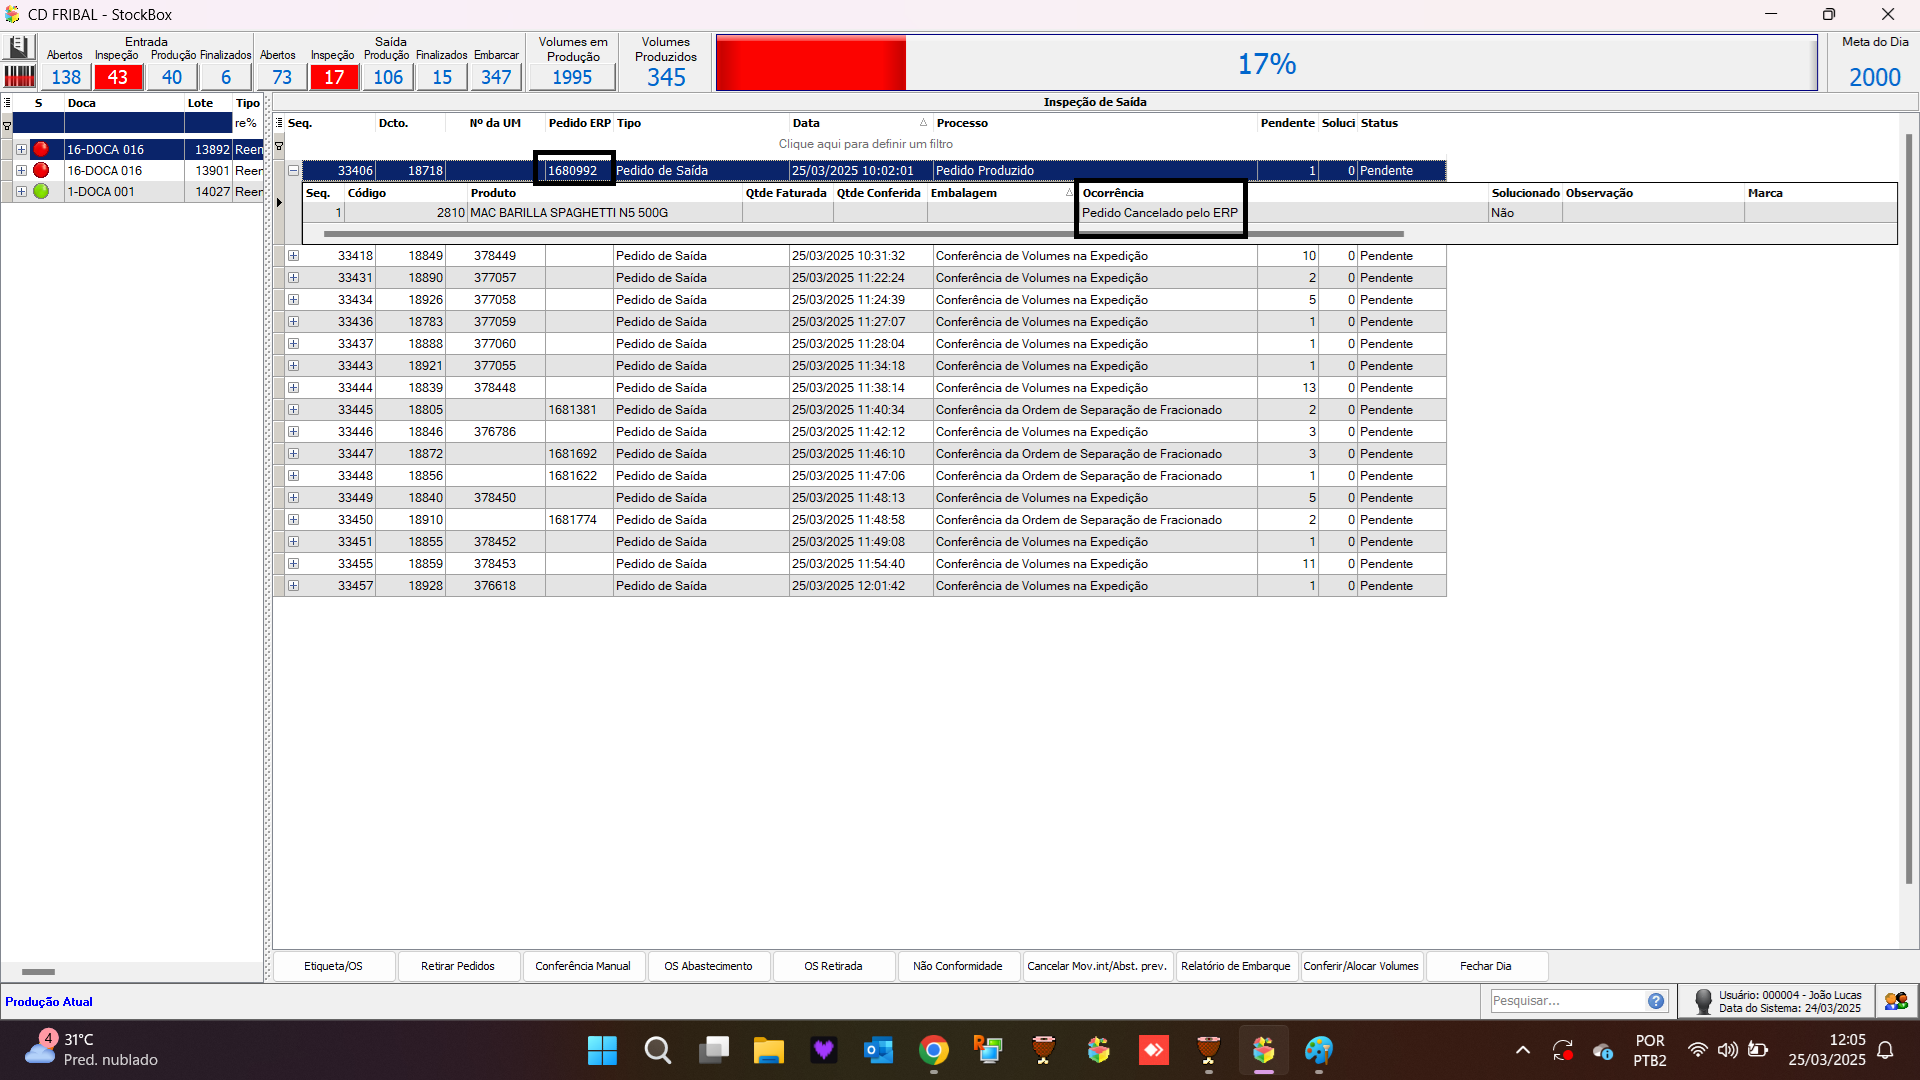 CD FRIBAL - StockBox
Entrada
Abertos Inspeção Produção Finalizados
138 43 40 6
Saída
Abertos Inspeção Produção Finalizados Embarcar
73 17 106 15 347
Volumes em
Produção
1995
Volumes
Produzidos
345
17%
Meta do Dia
2000
S Doca Lote Tipo
re%
16-DOCA 016 13892 Reen
16-DOCA 016 13901 Reen
1-DOCA 001 14027 Reen
Inspeção de Saída
Seq. Dcto. Nº da UM Pedido ERP Tipo Data Processo Pendente Soluci Status
Clique aqui para definir um filtro
33406 18718 1680992 Pedido de Saída 25/03/2025 10:02:01 Pedido Produzido 1 0 Pendente
Seq. Código Produto Qtde Faturada Qtde Conferida Embalagem Ocorrência Solucionado Observação Marca
1 2810 MAC BARILLA SPAGHETTI N5 500G Pedido Cancelado pelo ERP Não
33418 18849 378449 Pedido de Saída 25/03/2025 10:31:32 Conferência de Volumes na Expedição 10 0 Pendente
33431 18890 377057 Pedido de Saída 25/03/2025 11:22:24 Conferência de Volumes na Expedição 2 0 Pendente
33434 18926 377058 Pedido de Saída 25/03/2025 11:24:39 Conferência de Volumes na Expedição 5 0 Pendente
33436 18783 377059 Pedido de Saída 25/03/2025 11:27:07 Conferência de Volumes na Expedição 1 0 Pendente
33437 18888 377060 Pedido de Saída 25/03/2025 11:28:04 Conferência de Volumes na Expedição 1 0 Pendente
33443 18921 377055 Pedido de Saída 25/03/2025 11:34:18 Conferência de Volumes na Expedição 1 0 Pendente
33444 18839 378448 Pedido de Saída 25/03/2025 11:38:14 Conferência de Volumes na Expedição 13 0 Pendente
33445 18805 1681381 Pedido de Saída 25/03/2025 11:40:34 Conferência da Ordem de Separação de Fracionado 2 0 Pendente
33446 18846 376786 Pedido de Saída 25/03/2025 11:42:12 Conferência de Volumes na Expedição 3 0 Pendente
33447 18872 1681692 Pedido de Saída 25/03/2025 11:46:10 Conferência da Ordem de Separação de Fracionado 3 0 Pendente
33448 18856 1681622 Pedido de Saída 25/03/2025 11:47:06 Conferência da Ordem de Separação de Fracionado 1 0 Pendente
33449 18840 378450 Pedido de Saída 25/03/2025 11:48:13 Conferência de Volumes na Expedição 5 0 Pendente
33450 18910 1681774 Pedido de Saída 25/03/2025 11:48:58 Conferência da Ordem de Separação de Fracionado 2 0 Pendente
33451 18855 378452 Pedido de Saída 25/03/2025 11:49:08 Conferência de Volumes na Expedição 1 0 Pendente
33455 18859 378453 Pedido de Saída 25/03/2025 11:54:40 Conferência de Volumes na Expedição 11 0 Pendente
33457 18928 376618 Pedido de Saída 25/03/2025 12:01:42 Conferência de Volumes na Expedição 1 0 Pendente
Etiqueta/OS Retirar Pedidos Conferência Manual OS Abastecimento OS Retirada Não Conformidade Cancelar Mov.int/Abst. prev. Relatório de Embarque Conferir/Alocar Volumes Fechar Dia
Produção Atual
Pesquisar...
Usuário: 000004 - João Lucas
Data do Sistema: 24/03/2025
4
31°C
Pred. nublado
POR
PTB2
12:05
25/03/2025